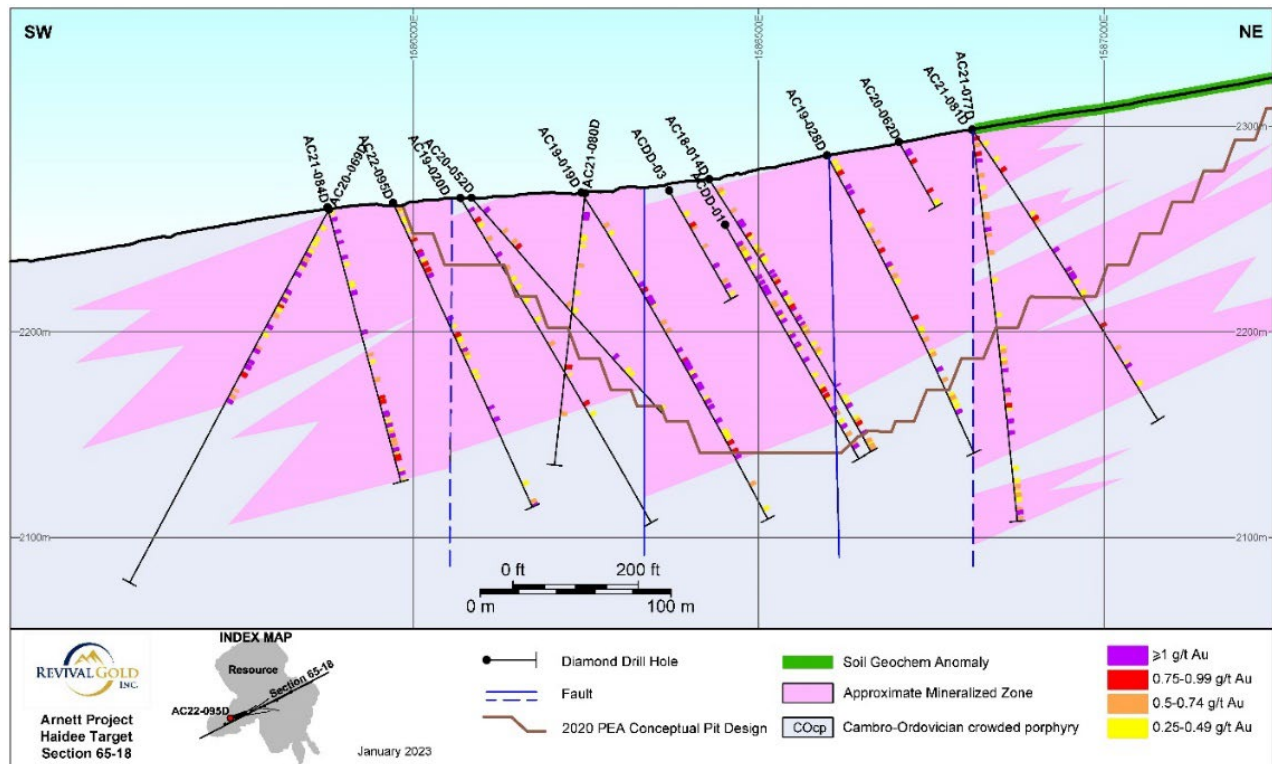 SW
NE
1586000E
1586500E
1587000E
AC21-084D
AC20-069D
AC22-095D
AC19-020D
AC20-052D
AC19-019D
AC21-080D
ACDD-03
AC18-014D
ACDD-01
AC19-028D
AC20-062D
AC21-081D
AC21-077D
2300m
2200m
2200m
2100m
2100m
0 ft 200 ft
0 m 100 m
REVIVAL GOLD
INC.
Arnett Project
Haidee Target
Section 65-18
INDEX MAP
Resource
Section 65-18
AC22-095D
January 2023
Diamond Drill Hole
Fault
2020 PEA Conceptual Pit Design
Soil Geochem Anomaly
Approximate Mineralized Zone
COcp Cambro-Ordovician crowded porphyry
⩾1 g/t Au
0.75-0.99 g/t Au
0.5-0.74 g/t Au
0.25-0.49 g/t Au